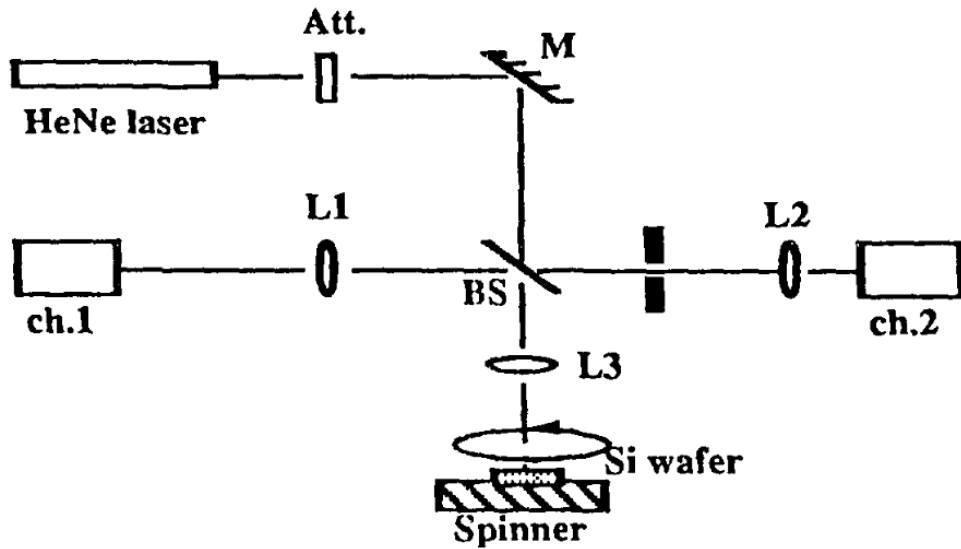 Att.
M
HeNe laser
L1
L2
BS
ch.1
ch.2
L3
Si wafer
Spinner